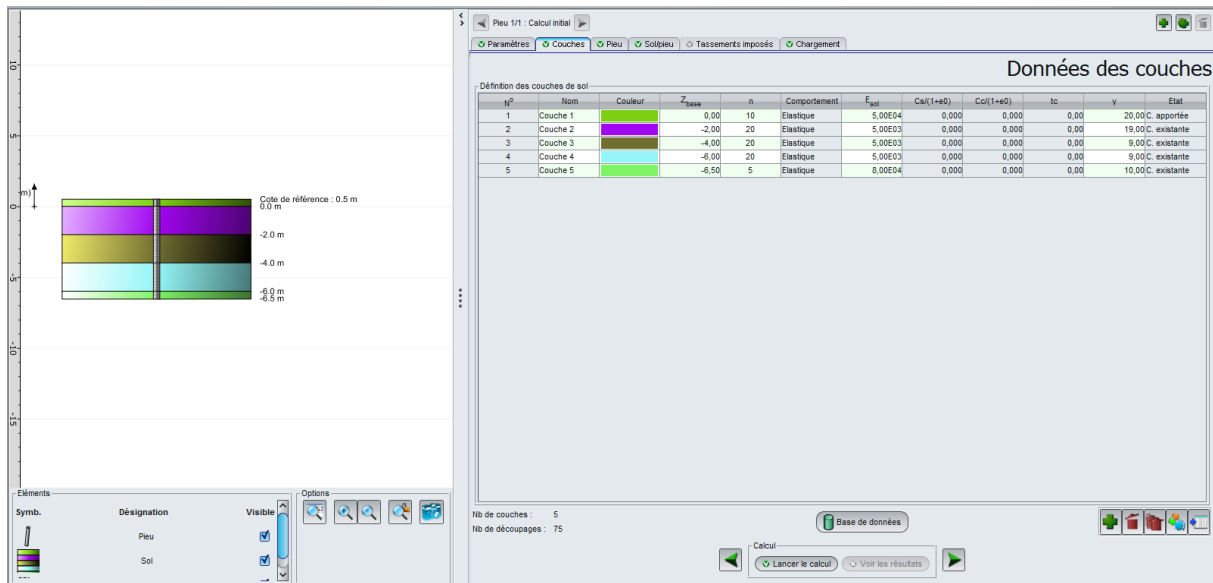 Pieu 1/1 : Calcul initial
Paramètres Couches Pieu Sol/pieu Tassements imposés Chargement
Données des couches
Définition des couches de sol
N° Nom Couleur Z base n Comportement E sol Cs/(1+e0) Cc/(1+e0) tc γ Etat
1 Couche 1 0,00 10 Elastique 5,00E04 0,000 0,000 0,00 20,00 C. apportée
2 Couche 2 -2,00 20 Elastique 5,00E03 0,000 0,000 0,00 19,00 C. existante
3 Couche 3 -4,00 20 Elastique 5,00E03 0,000 0,000 0,00 9,00 C. existante
4 Couche 4 -6,00 20 Elastique 5,00E03 0,000 0,000 0,00 9,00 C. existante
5 Couche 5 -6,50 5 Elastique 8,00E04 0,000 0,000 0,00 10,00 C. existante
10
5
0
-5
-10
-15
m)
Cote de référence : 0.5 m
0.0 m
-2.0 m
-4.0 m
-6.0 m
-6.5 m
Eléments
Symb. Désignation Visible
Pieu
Sol
Options
Nb de couches : 5
Nb de découpages : 75
Base de données
Calcul
Lancer le calcul Voir les résultats